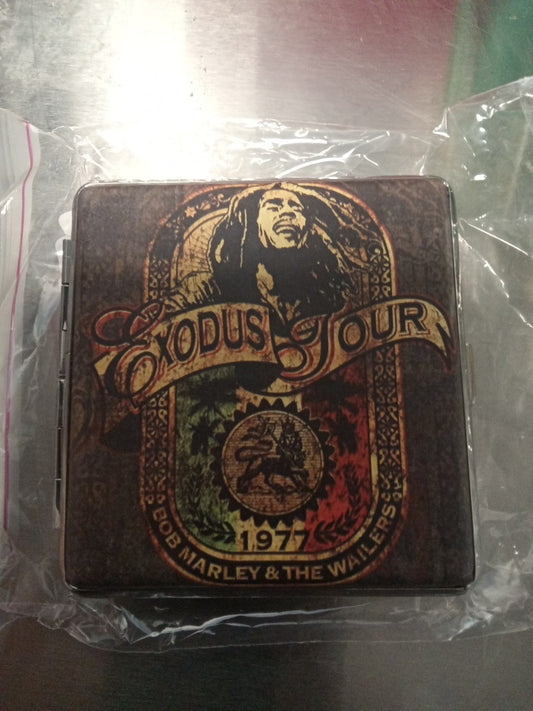 EXODUS TOUR
1977
BOB MARLEY & THE WAILERS